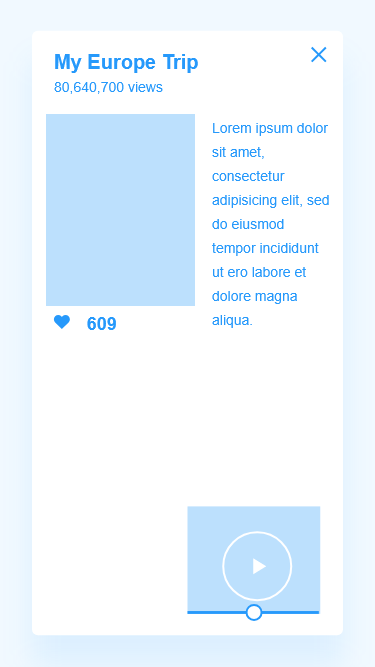 My Europe Trip
80,640,700 views
Lorem ipsum dolor
sit amet,
consectetur
adipisicing elit, sed
do eiusmod
tempor incididunt
ut ero labore et
dolore magna
aliqua.
609